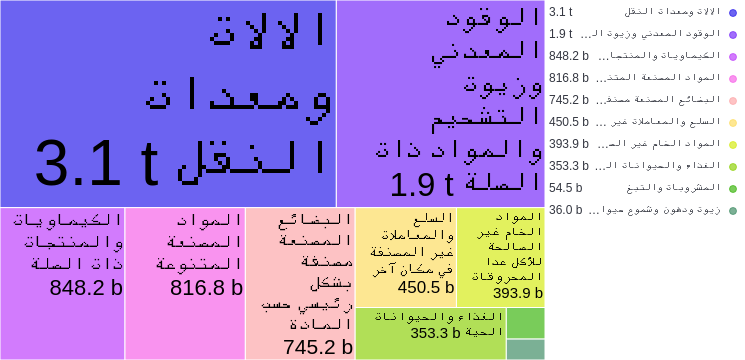 الالات
ومعدات
النقل 3.1 t
الوقود
المعدني
وزيوت
التشحيم
والمواد ذات
الصلة 1.9 t
الكيماويات
والمنتجات
ذات الصلة
848.2 b
المواد
المصنعة
المتنوعة
816.8 b
البضائع
المصنعة
مصنفة
بشكل
رئيسي حسب
المادة
745.2 b
السلع
والمعاملات
غير المصنفة
في مكان آخر
450.5 b
المواد
الخام غير
الصالحة
للأكل عدا
المحروقات
393.9 b
الغذاء والحيوانات
الحية 353.3 b
الالات ومعدات النقل 3.1 t
الوقود المعدني وزيوت ال... 1.9 t
الكيماويات والمنتجا... 848.2 b
المواد المصنعة المتن... 816.8 b
البضائع المصنعة مصنف... 745.2 b
السلع والمعاملات غير ... 450.5 b
المواد الخام غير الص... 393.9 b
الغذاء والحيوانات ال... 353.3 b
المشروبات والتبغ 54.5 b
زيوت ودهون وشموع حيوا... 36.0 b